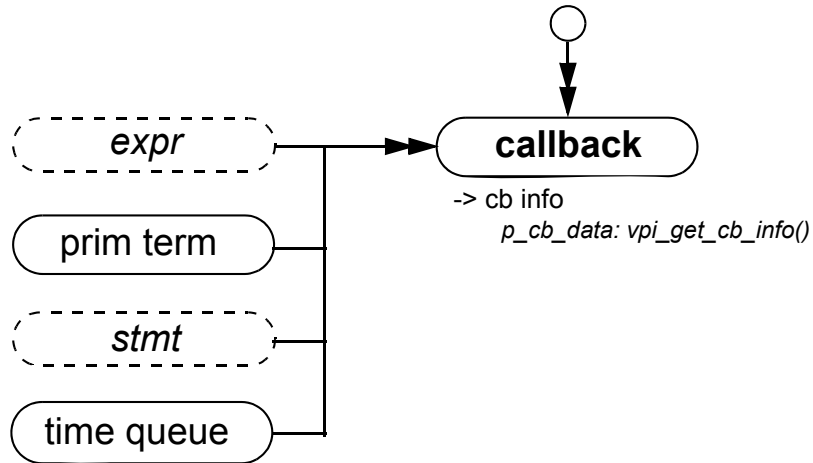 expr
callback
-> cb info
p_cb_data: vpi_get_cb_info()
prim term
stmt
time queue